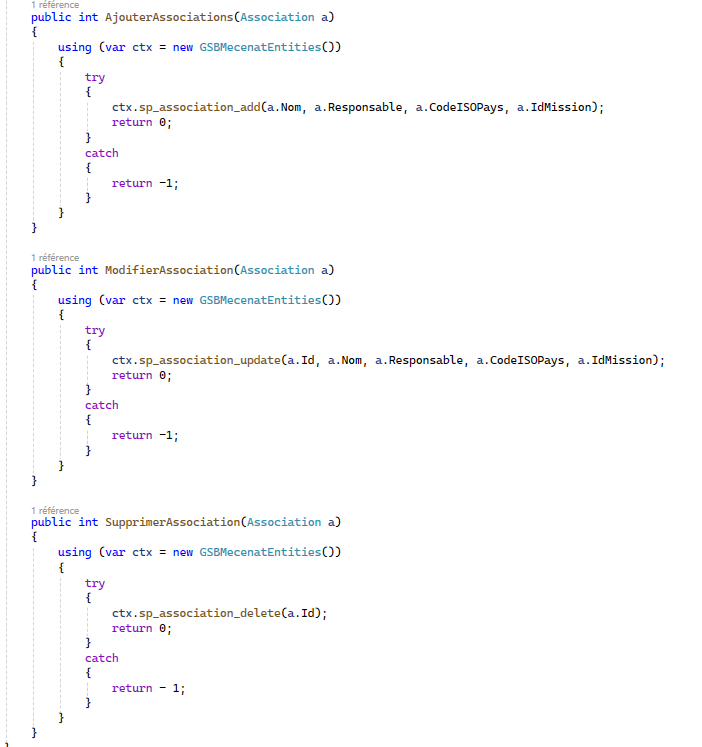 1 référence
public int AjouterAssociations(Association a)
{
using (var ctx = new GSBMecenatEntities())
{
try
{
ctx.sp_association_add(a.Nom, a.Responsable, a.CodeISOPays, a.IdMission);
return 0;
}
catch
{
return -1;
}
}
}
1 référence
public int ModifierAssociation(Association a)
{
using (var ctx = new GSBMecenatEntities())
{
try
{
ctx.sp_association_update(a.Id, a.Nom, a.Responsable, a.CodeISOPays, a.IdMission);
return 0;
}
catch
{
return -1;
}
}
}
1 référence
public int SupprimerAssociation(Association a)
{
using (var ctx = new GSBMecenatEntities())
{
try
{
ctx.sp_association_delete(a.Id);
return 0;
}
catch
{
return - 1;
}
}
}
}